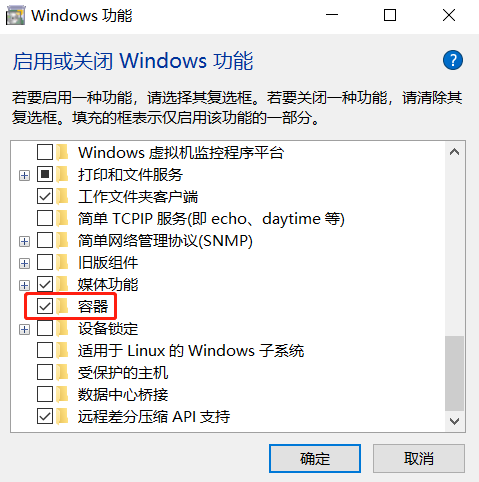 Windows 功能
启用或关闭 Windows 功能
若要启用一种功能，请选择其复选框。若要关闭一种功能，请清除其
复选框。填充的框表示仅启用该功能的一部分。
Windows 虚拟机监控程序平台
打印和文件服务
工作文件夹客户端
简单 TCPIP 服务(即 echo、daytime 等)
简单网络管理协议(SNMP)
旧版组件
媒体功能
容器
设备锁定
适用于 Linux 的 Windows 子系统
受保护的主机
数据中心桥接
远程差分压缩 API 支持
确定 取消